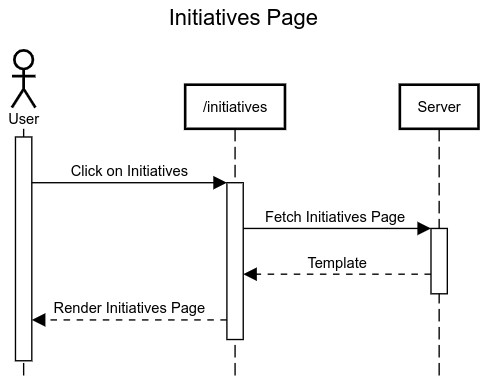 Initiatives Page
User
/initiatives
Server
Click on Initiatives
Fetch Initiatives Page
Template
Render Initiatives Page